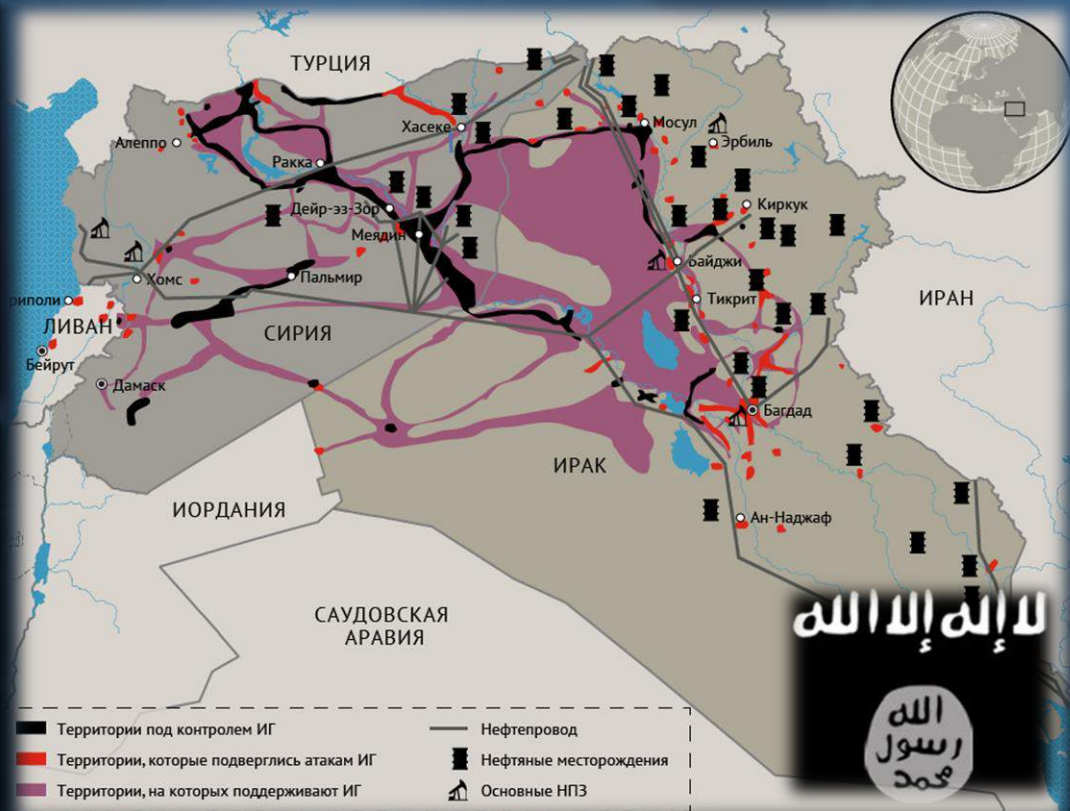 ТУРЦИЯ
Алеппо
Хасеке
Мосул
Эрбиль
Ракка
Дейр-эз-Зор
Меядин
Киркук
Хомс
Пальмир
Байджи
Тикрит
риполи
ЛИВАН
СИРИЯ
ИРАН
Бейрут
Дамаск
Багдад
ИРАК
ИОРДАНИЯ
Ан-Наджаф
САУДОВСКАЯ
АРАВИЯ
لا إله إلا الله
الله
رسول
محمد
Территории под контролем ИГ
Территории, которые подверглись атакам ИГ
Территории, на которых поддерживают ИГ
Нефтепровод
Нефтяные месторождения
Основные НПЗ